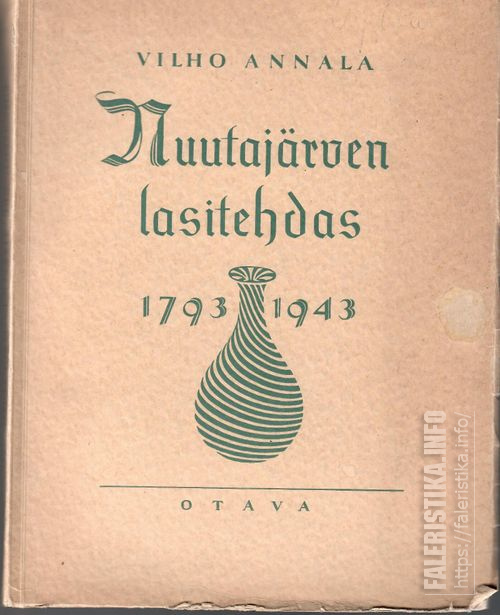 VILHO ANNALA
Nuutajärven
lasitehdas
1793 1943
OTAVA
FALERISTIKA.INFO
https://faleristika.info/